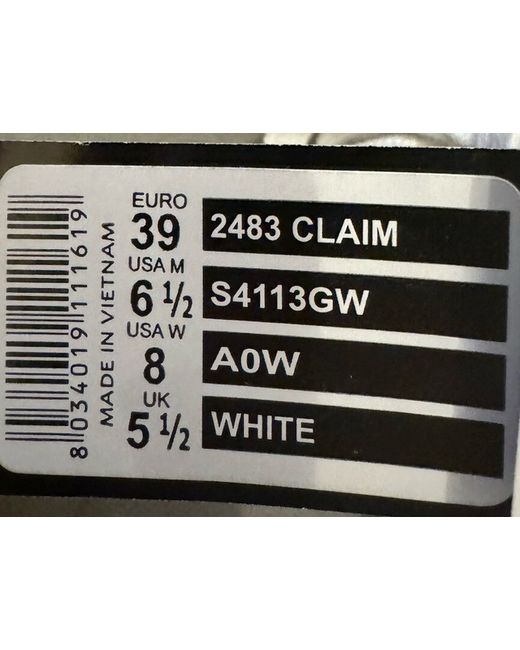 8 034019 111619
MADE IN VIETNAM
EURO
39
USA M
6 1/2
USA W
8
UK
5 1/2
2483 CLAIM
S4113GW
A0W
WHITE